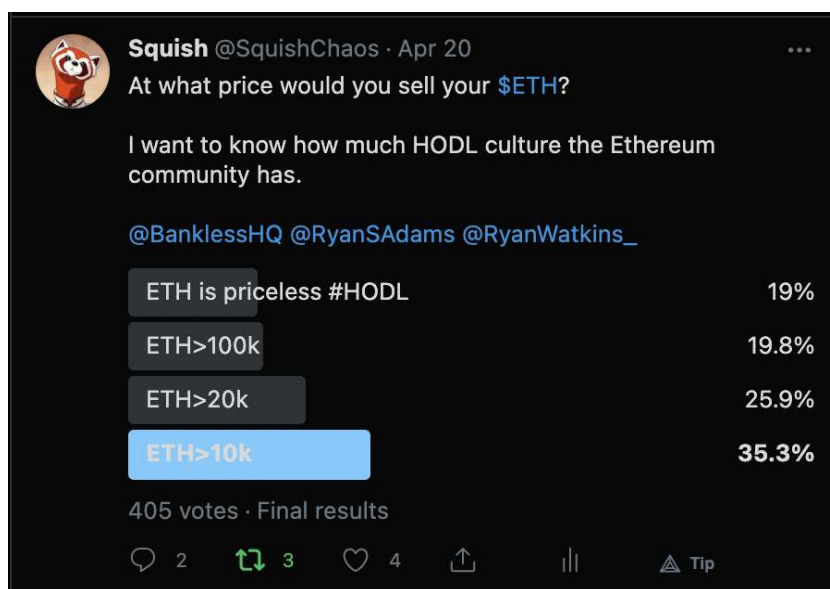 Squish @SquishChaos · Apr 20
At what price would you sell your $ETH?
I want to know how much HODL culture the Ethereum
community has.
@BanklessHQ @RyanSAdams @RyanWatkins_
ETH is priceless #HODL 19%
ETH>100k 19.8%
ETH>20k 25.9%
ETH>10k 35.3%
405 votes · Final results
2 3 4 Tip